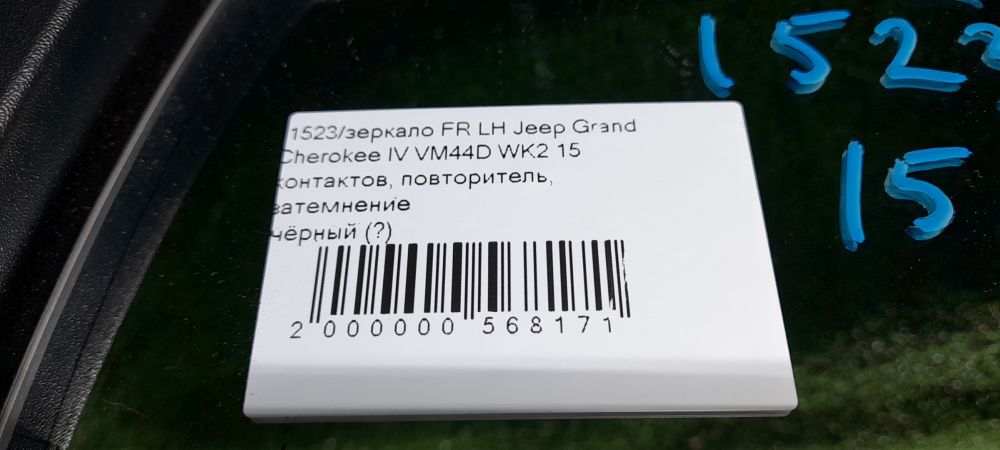 1523
15
1523/зеркало FR LH Jeep Grand
Cherokee IV VM44D WK2 15
контактов, повторитель,
затемнение
чёрный (?)
2 000000 568171